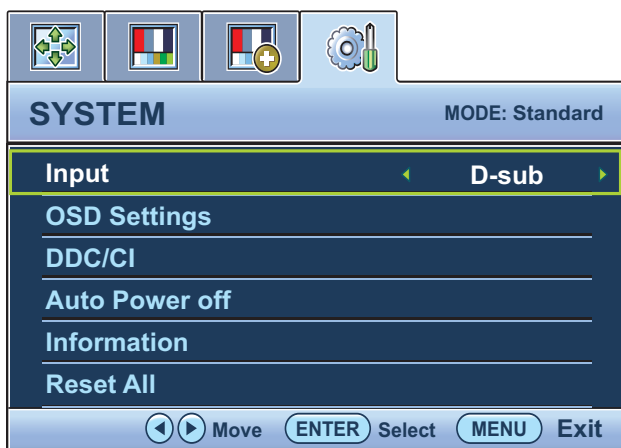 SYSTEM MODE: Standard
Input D-sub
OSD Settings
DDC/CI
Auto Power off
Information
Reset All
Move ENTER Select MENU Exit